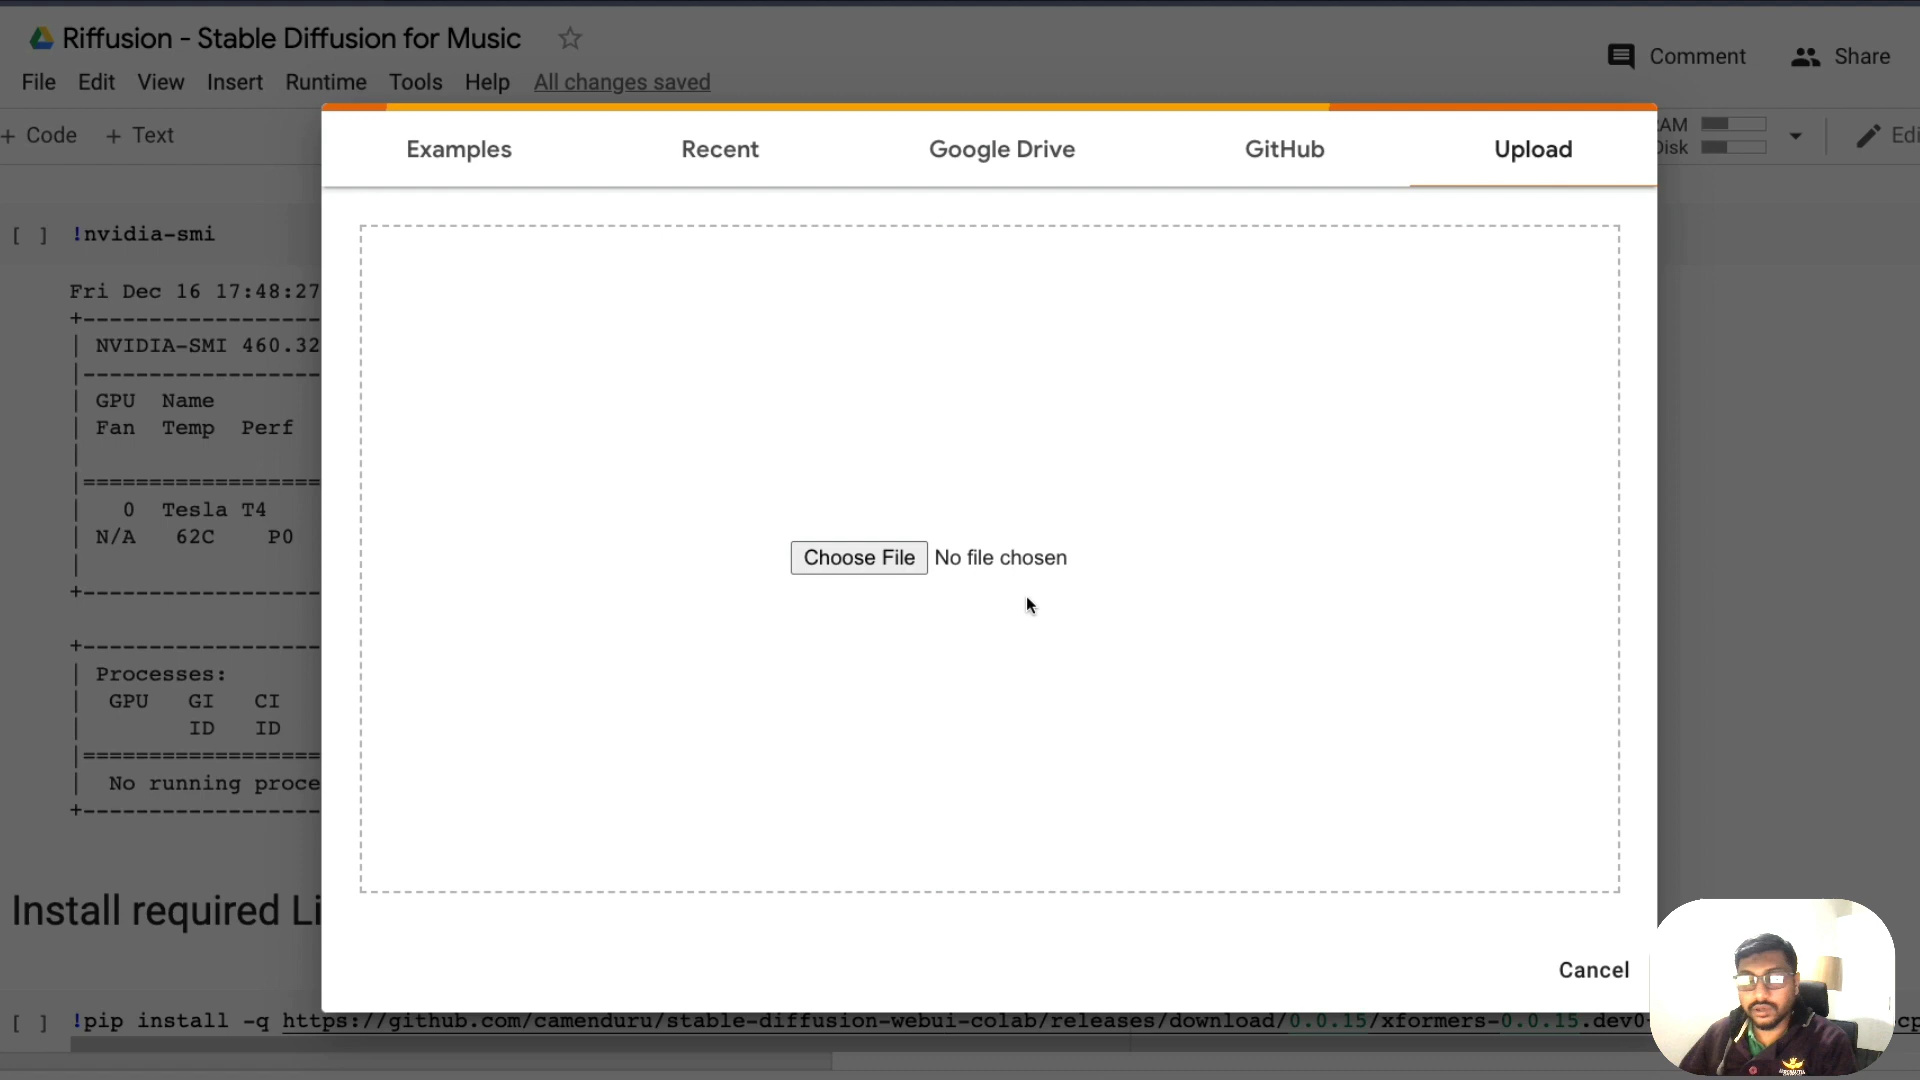 Riffusion - Stable Diffusion for Music
Comment
Share
File Edit View Insert Runtime Tools Help All changes saved
+ Code + Text
Disk
Examples Recent Google Drive GitHub Upload
[ ] !nvidia-smi
Fri Dec 16 17:48:27
+------------------
| NVIDIA-SMI 460.32
|------------------
| GPU Name
| Fan Temp Perf
|
|==================
| 0 Tesla T4
| N/A 62C P0
|
+------------------
+------------------
| Processes:
| GPU GI CI
| ID ID
|==================
| No running proce
+------------------
Choose File No file chosen
Install required Li
Cancel
[ ] !pip install -q https://github.com/camenduru/stable-diffusion-webui-colab/releases/download/0.0.15/xformers-0.0.15.dev0